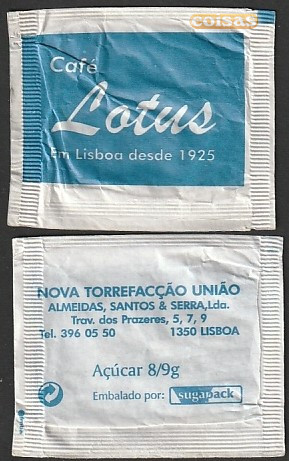 coisas
Café
Lotus
Em Lisboa desde 1925
NOVA TORREFACÇÃO UNIÃO
ALMEIDAS, SANTOS & SERRA,Lda.
Trav. dos Prazeres, 5, 7, 9
Tel. 396 05 50 1350 LISBOA
Açúcar 8/9g
Embalado por: sugapack